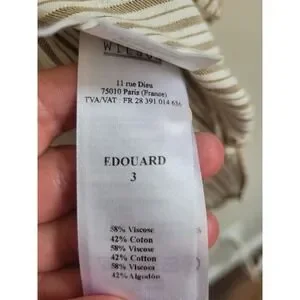 11 rue Dieu
75010 Paris (France)
TVA/VAT : FR 28 391 014 636
EDOUARD
3
58% Viscose
42% Cotton
58% Viscose
42% Cotton
58% Viscosa
42% Algodón